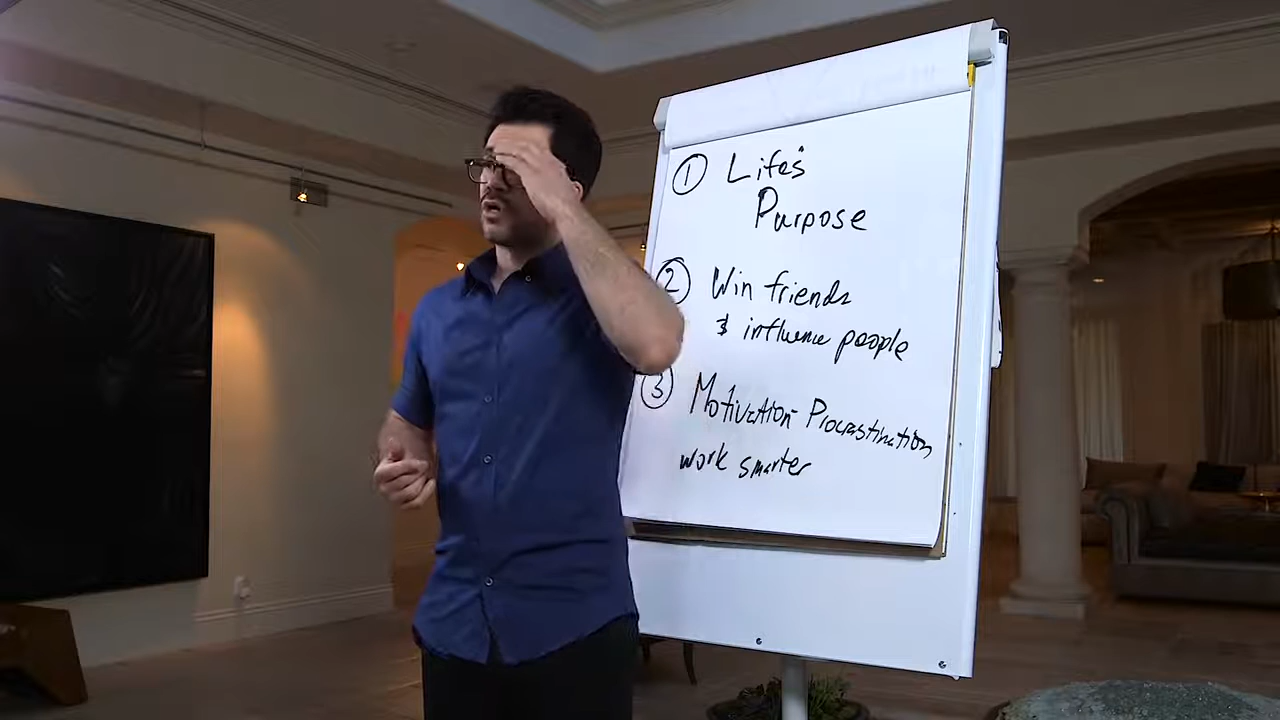 ① Life's
Purpose
② Win friends
& influence people
③ Motivation - Procrastination
work smarter